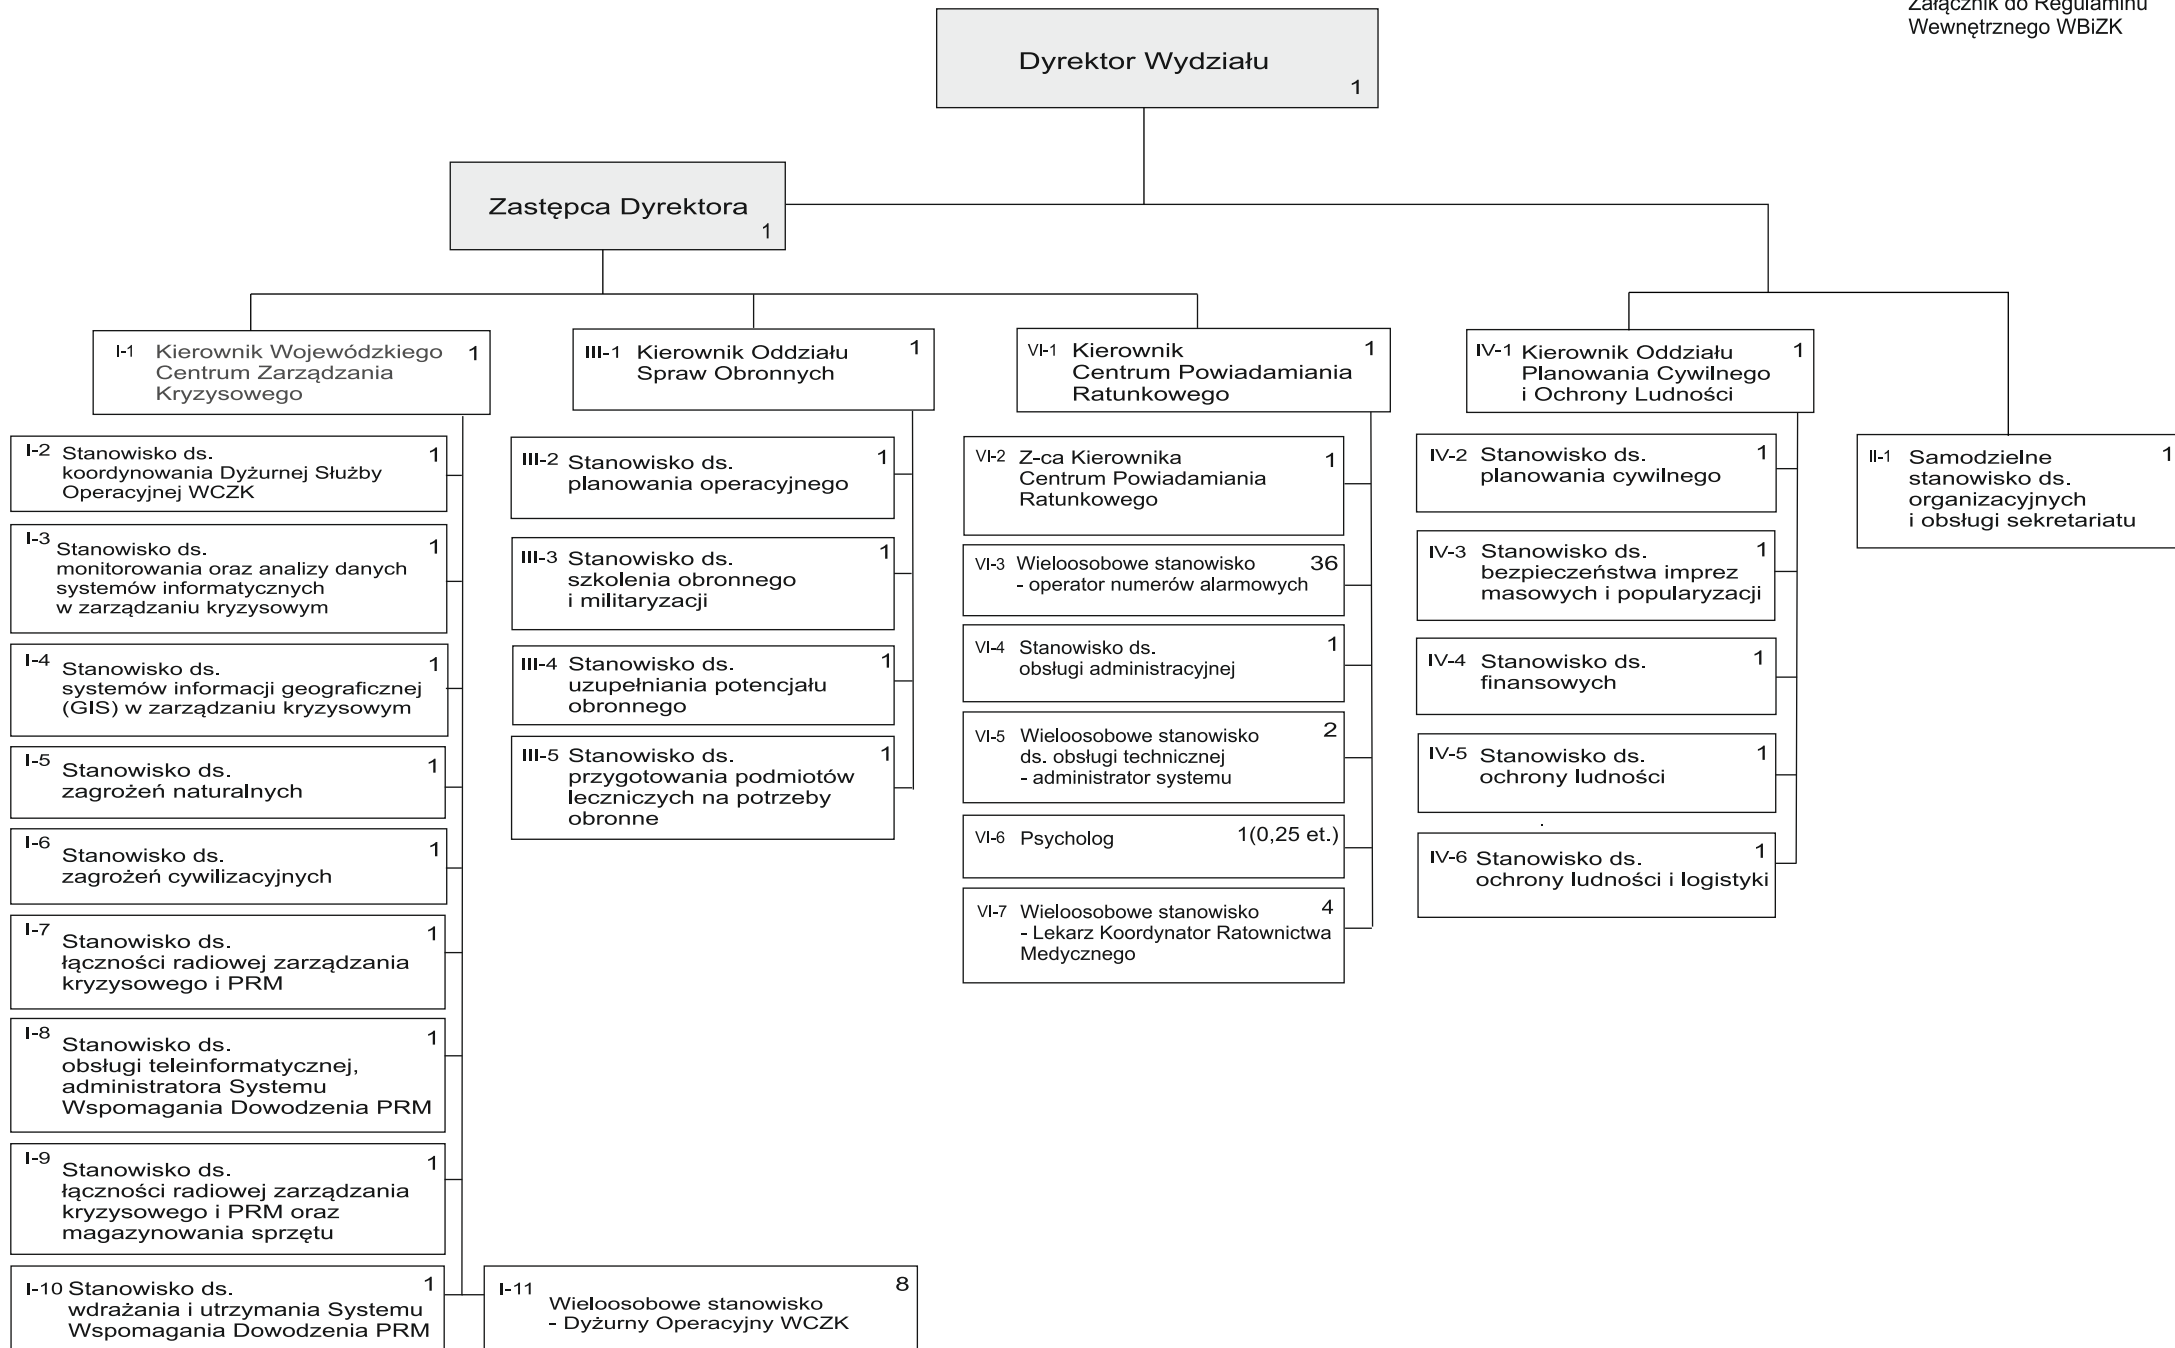 Załącznik do Regulaminu
Wewnętrznego WBiZK
Dyrektor Wydziału
1
Zastępca Dyrektora
1
I-1 Kierownik Wojewódzkiego 1
Centrum Zarządzania
Kryzysowego
I-2 Stanowisko ds. 1
koordynowania Dyżurnej Służby
Operacyjnej WCZK
I-3 Stanowisko ds. 1
monitorowania oraz analizy danych
systemów informatycznych
w zarządzaniu kryzysowym
I-4 Stanowisko ds. 1
systemów informacji geograficznej
(GIS) w zarządzaniu kryzysowym
I-5 Stanowisko ds. 1
zagrożeń naturalnych
I-6 Stanowisko ds. 1
zagrożeń cywilizacyjnych
I-7 Stanowisko ds. 1
łączności radiowej zarządzania
kryzysowego i PRM
I-8 Stanowisko ds. 1
obsługi teleinformatycznej,
administratora Systemu
Wspomagania Dowodzenia PRM
I-9 Stanowisko ds. 1
łączności radiowej zarządzania
kryzysowego i PRM oraz
magazynowania sprzętu
I-10 Stanowisko ds. 1
wdrażania i utrzymania Systemu
Wspomagania Dowodzenia PRM
I-11 8
Wieloosobowe stanowisko
- Dyżurny Operacyjny WCZK
III-1 Kierownik Oddziału 1
Spraw Obronnych
III-2 Stanowisko ds. 1
planowania operacyjnego
III-3 Stanowisko ds. 1
szkolenia obronnego
i militaryzacji
III-4 Stanowisko ds. 1
uzupełniania potencjału
obronnego
III-5 Stanowisko ds. 1
przygotowania podmiotów
leczniczych na potrzeby
obronne
VI-1 Kierownik 1
Centrum Powiadamiania
Ratunkowego
VI-2 Z-ca Kierownika 1
Centrum Powiadamiania
Ratunkowego
VI-3 Wieloosobowe stanowisko 36
- operator numerów alarmowych
VI-4 Stanowisko ds. 1
obsługi administracyjnej
VI-5 Wieloosobowe stanowisko 2
ds. obsługi technicznej
- administrator systemu
VI-6 Psycholog 1(0,25 et.)
VI-7 Wieloosobowe stanowisko 4
- Lekarz Koordynator Ratownictwa
Medycznego
IV-1 Kierownik Oddziału 1
Planowania Cywilnego
i Ochrony Ludności
IV-2 Stanowisko ds. 1
planowania cywilnego
IV-3 Stanowisko ds. 1
bezpieczeństwa imprez
masowych i popularyzacji
IV-4 Stanowisko ds. 1
finansowych
IV-5 Stanowisko ds. 1
ochrony ludności
IV-6 Stanowisko ds. 1
ochrony ludności i logistyki
II-1 Samodzielne 1
stanowisko ds.
organizacyjnych
i obsługi sekretariatu